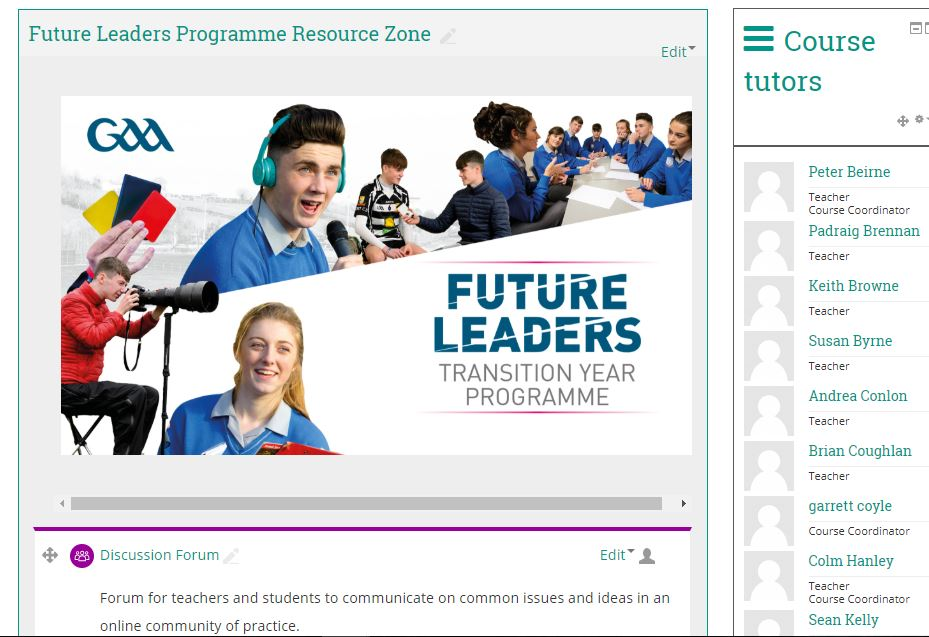 Future Leaders Programme Resource Zone
Edit
GAA
FUTURE
LEADERS
TRANSITION YEAR
PROGRAMME
Discussion Forum
Edit
Forum for teachers and students to communicate on common issues and ideas in an
online community of practice.
Course
tutors
Peter Beirne
Teacher
Course Coordinator
Padraig Brennan
Teacher
Keith Browne
Teacher
Susan Byrne
Teacher
Andrea Conlon
Teacher
Brian Coughlan
Teacher
garrett coyle
Course Coordinator
Colm Hanley
Teacher
Course Coordinator
Sean Kelly